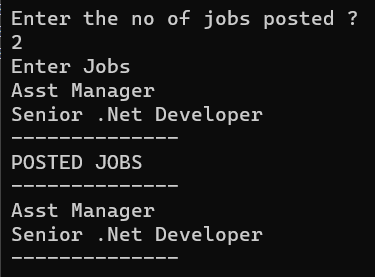 Enter the no of jobs posted ?
2
Enter Jobs
Asst Manager
Senior .Net Developer
--------------
POSTED JOBS
--------------
Asst Manager
Senior .Net Developer
--------------